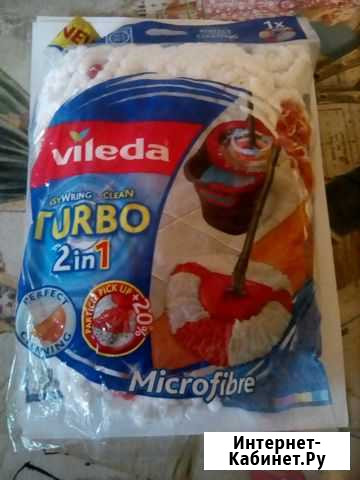 NEW
1x
vileda
EASYWRING & CLEAN
TURBO
2in1
PERFECT
CLEANING
PARTICLE PICK UP +20%
Microfibre
Интернет-
Кабинет.Ру